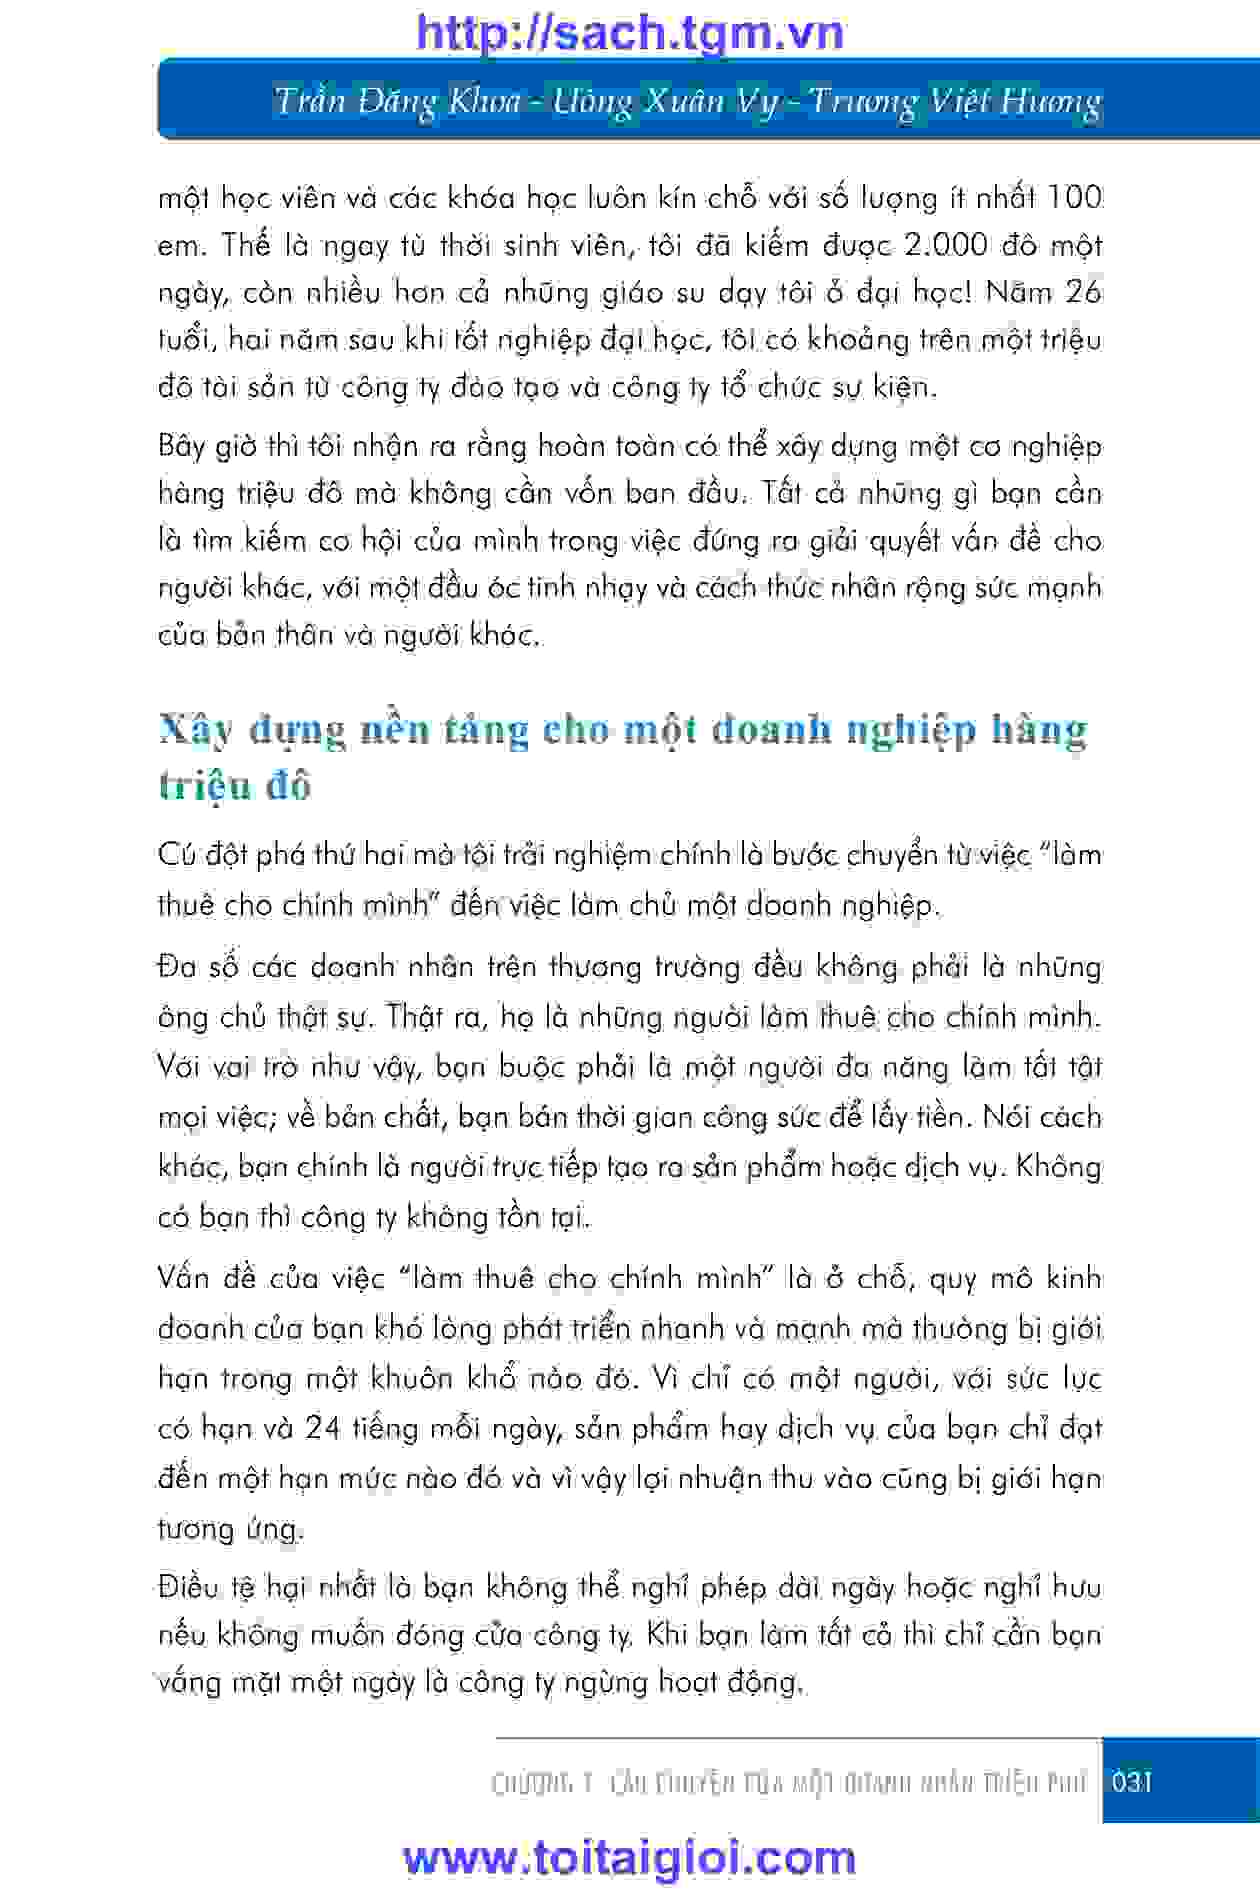 http://sach.tgm.vn
Trần Đăng Khoa - Uông Xuân Vy - Trương Việt Hương
một học viên và các khóa học luôn kín chỗ với số lượng ít nhất 100
em. Thế là ngay từ thời sinh viên, tôi đã kiếm được 2.000 đô một
ngày, còn nhiều hơn cả những giáo sư dạy tôi ở đại học! Năm 26
tuổi, hai năm sau khi tốt nghiệp đại học, tôi có khoảng trên một triệu
đô tài sản từ công ty đào tạo và công ty tổ chức sự kiện.
Bây giờ thì tôi nhận ra rằng hoàn toàn có thể xây dựng một cơ nghiệp
hàng triệu đô mà không cần vốn ban đầu. Tất cả những gì bạn cần
là tìm kiếm cơ hội của mình trong việc đứng ra giải quyết vấn đề cho
người khác, với một đầu óc tinh nhạy và cách thức nhân rộng sức mạnh
của bản thân và người khác.
Xây dựng nền tảng cho một doanh nghiệp hàng
triệu đô
Cú đột phá thứ hai mà tôi trải nghiệm chính là bước chuyển từ việc “làm
thuê cho chính mình” đến việc làm chủ một doanh nghiệp.
Đa số các doanh nhân trên thương trường đều không phải là những
ông chủ thật sự. Thật ra, họ là những người làm thuê cho chính mình.
Với vai trò như vậy, bạn buộc phải là một người đa năng làm tất tật
mọi việc; về bản chất, bạn bán thời gian công sức để lấy tiền. Nói cách
khác, bạn chính là người trực tiếp tạo ra sản phẩm hoặc dịch vụ. Không
có bạn thì công ty không tồn tại.
Vấn đề của việc “làm thuê cho chính mình” là ở chỗ, quy mô kinh
doanh của bạn khó lòng phát triển nhanh và mạnh mà thường bị giới
hạn trong một khuôn khổ nào đó. Vì chỉ có một người, với sức lực
có hạn và 24 tiếng mỗi ngày, sản phẩm hay dịch vụ của bạn chỉ đạt
đến một hạn mức nào đó và vì vậy lợi nhuận thu vào cũng bị giới hạn
tương ứng.
Điều tệ hại nhất là bạn không thể nghỉ phép dài ngày hoặc nghỉ hưu
nếu không muốn đóng cửa công ty. Khi bạn làm tất cả thì chỉ cần bạn
vắng mặt một ngày là công ty ngừng hoạt động.
CHƯƠNG 1 CÂU CHUYỆN CỦA MỘT DOANH NHÂN TRIỆU PHÚ 031
www.toitaigioi.com